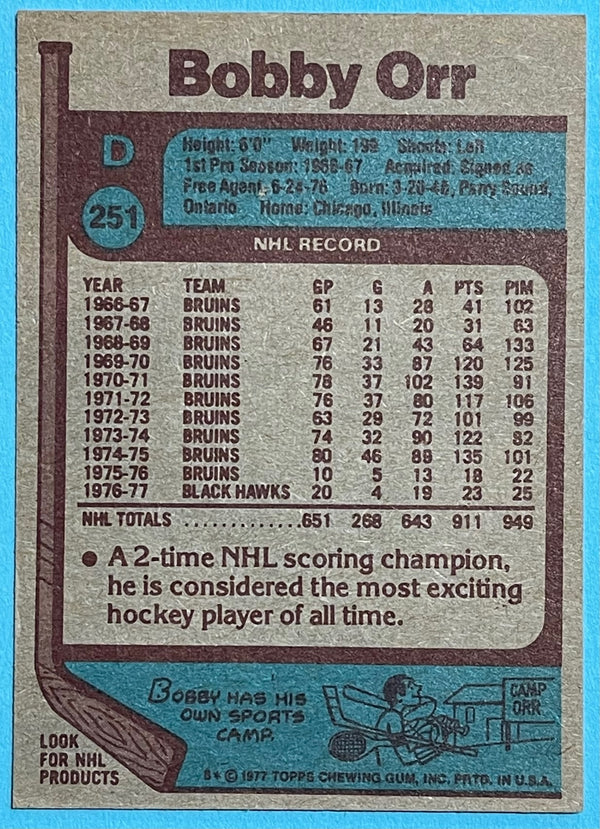 Bobby Orr
D
251
Height: 6'0" Weight: 199 Shoots: Left
1st Pro Season: 1966-67 Acquired: Signed as
Free Agent, 6-24-76 Born: 3-20-48, Parry Sound,
Ontario Home: Chicago, Illinois
NHL RECORD
YEAR TEAM GP G A PTS PIM
1966-67 BRUINS 61 13 28 41 102
1967-68 BRUINS 46 11 20 31 63
1968-69 BRUINS 67 21 43 64 133
1969-70 BRUINS 76 33 87 120 125
1970-71 BRUINS 78 37 102 139 91
1971-72 BRUINS 76 37 80 117 106
1972-73 BRUINS 63 29 72 101 99
1973-74 BRUINS 74 32 90 122 82
1974-75 BRUINS 80 46 89 135 101
1975-76 BRUINS 10 5 13 18 22
1976-77 BLACK HAWKS 20 4 19 23 25
NHL TOTALS ............651 268 643 911 949
• A 2-time NHL scoring champion,
he is considered the most exciting
hockey player of all time.
BOBBY HAS HIS
OWN SPORTS
CAMP.
CAMP
ORR
LOOK
FOR NHL
PRODUCTS
B* © 1977 TOPPS CHEWING GUM, INC. PRTD. IN U.S.A.